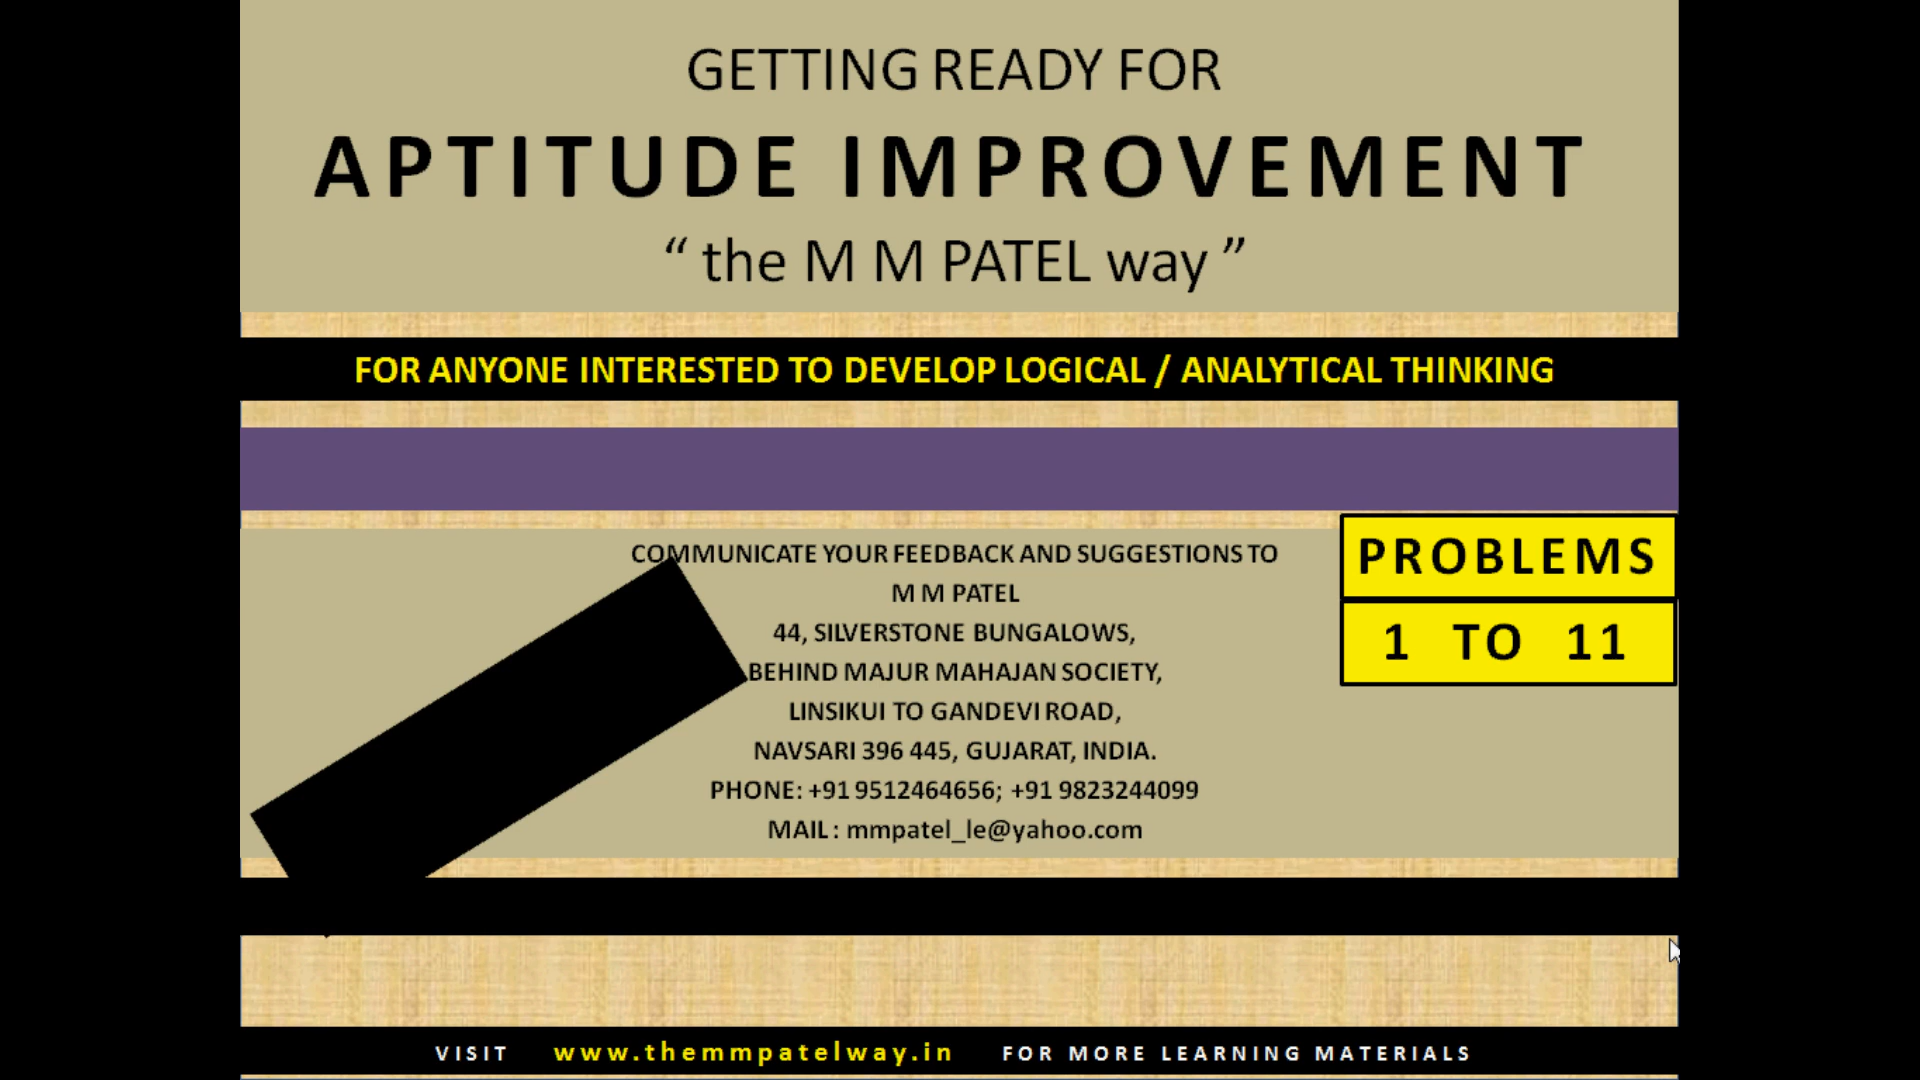 GETTING READY FOR
APTITUDE IMPROVEMENT
“ the M M PATEL way ”
FOR ANYONE INTERESTED TO DEVELOP LOGICAL / ANALYTICAL THINKING
COMMUNICATE YOUR FEEDBACK AND SUGGESTIONS TO
M M PATEL
44, SILVERSTONE BUNGALOWS,
BEHIND MAJUR MAHAJAN SOCIETY,
LINSIKUI TO GANDEVI ROAD,
NAVSARI 396 445, GUJARAT, INDIA.
PHONE: +91 9512464656; +91 9823244099
MAIL : mmpatel_le@yahoo.com
PROBLEMS
1 TO 11
VISIT www.themmpatelway.in FOR MORE LEARNING MATERIALS